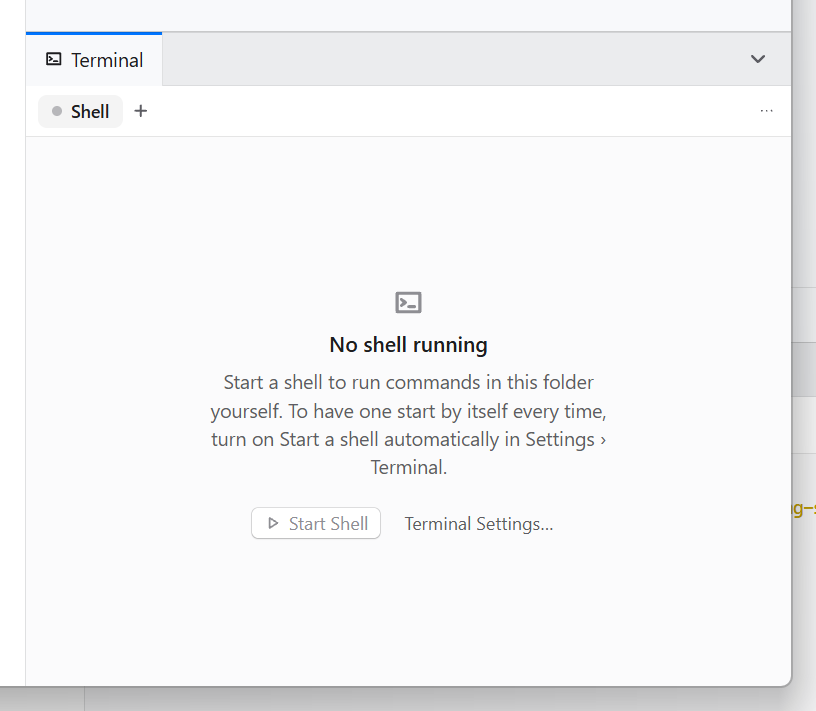 Terminal
Shell
No shell running
Start a shell to run commands in this folder
yourself. To have one start by itself every time,
turn on Start a shell automatically in Settings ›
Terminal.
Start Shell
Terminal Settings...